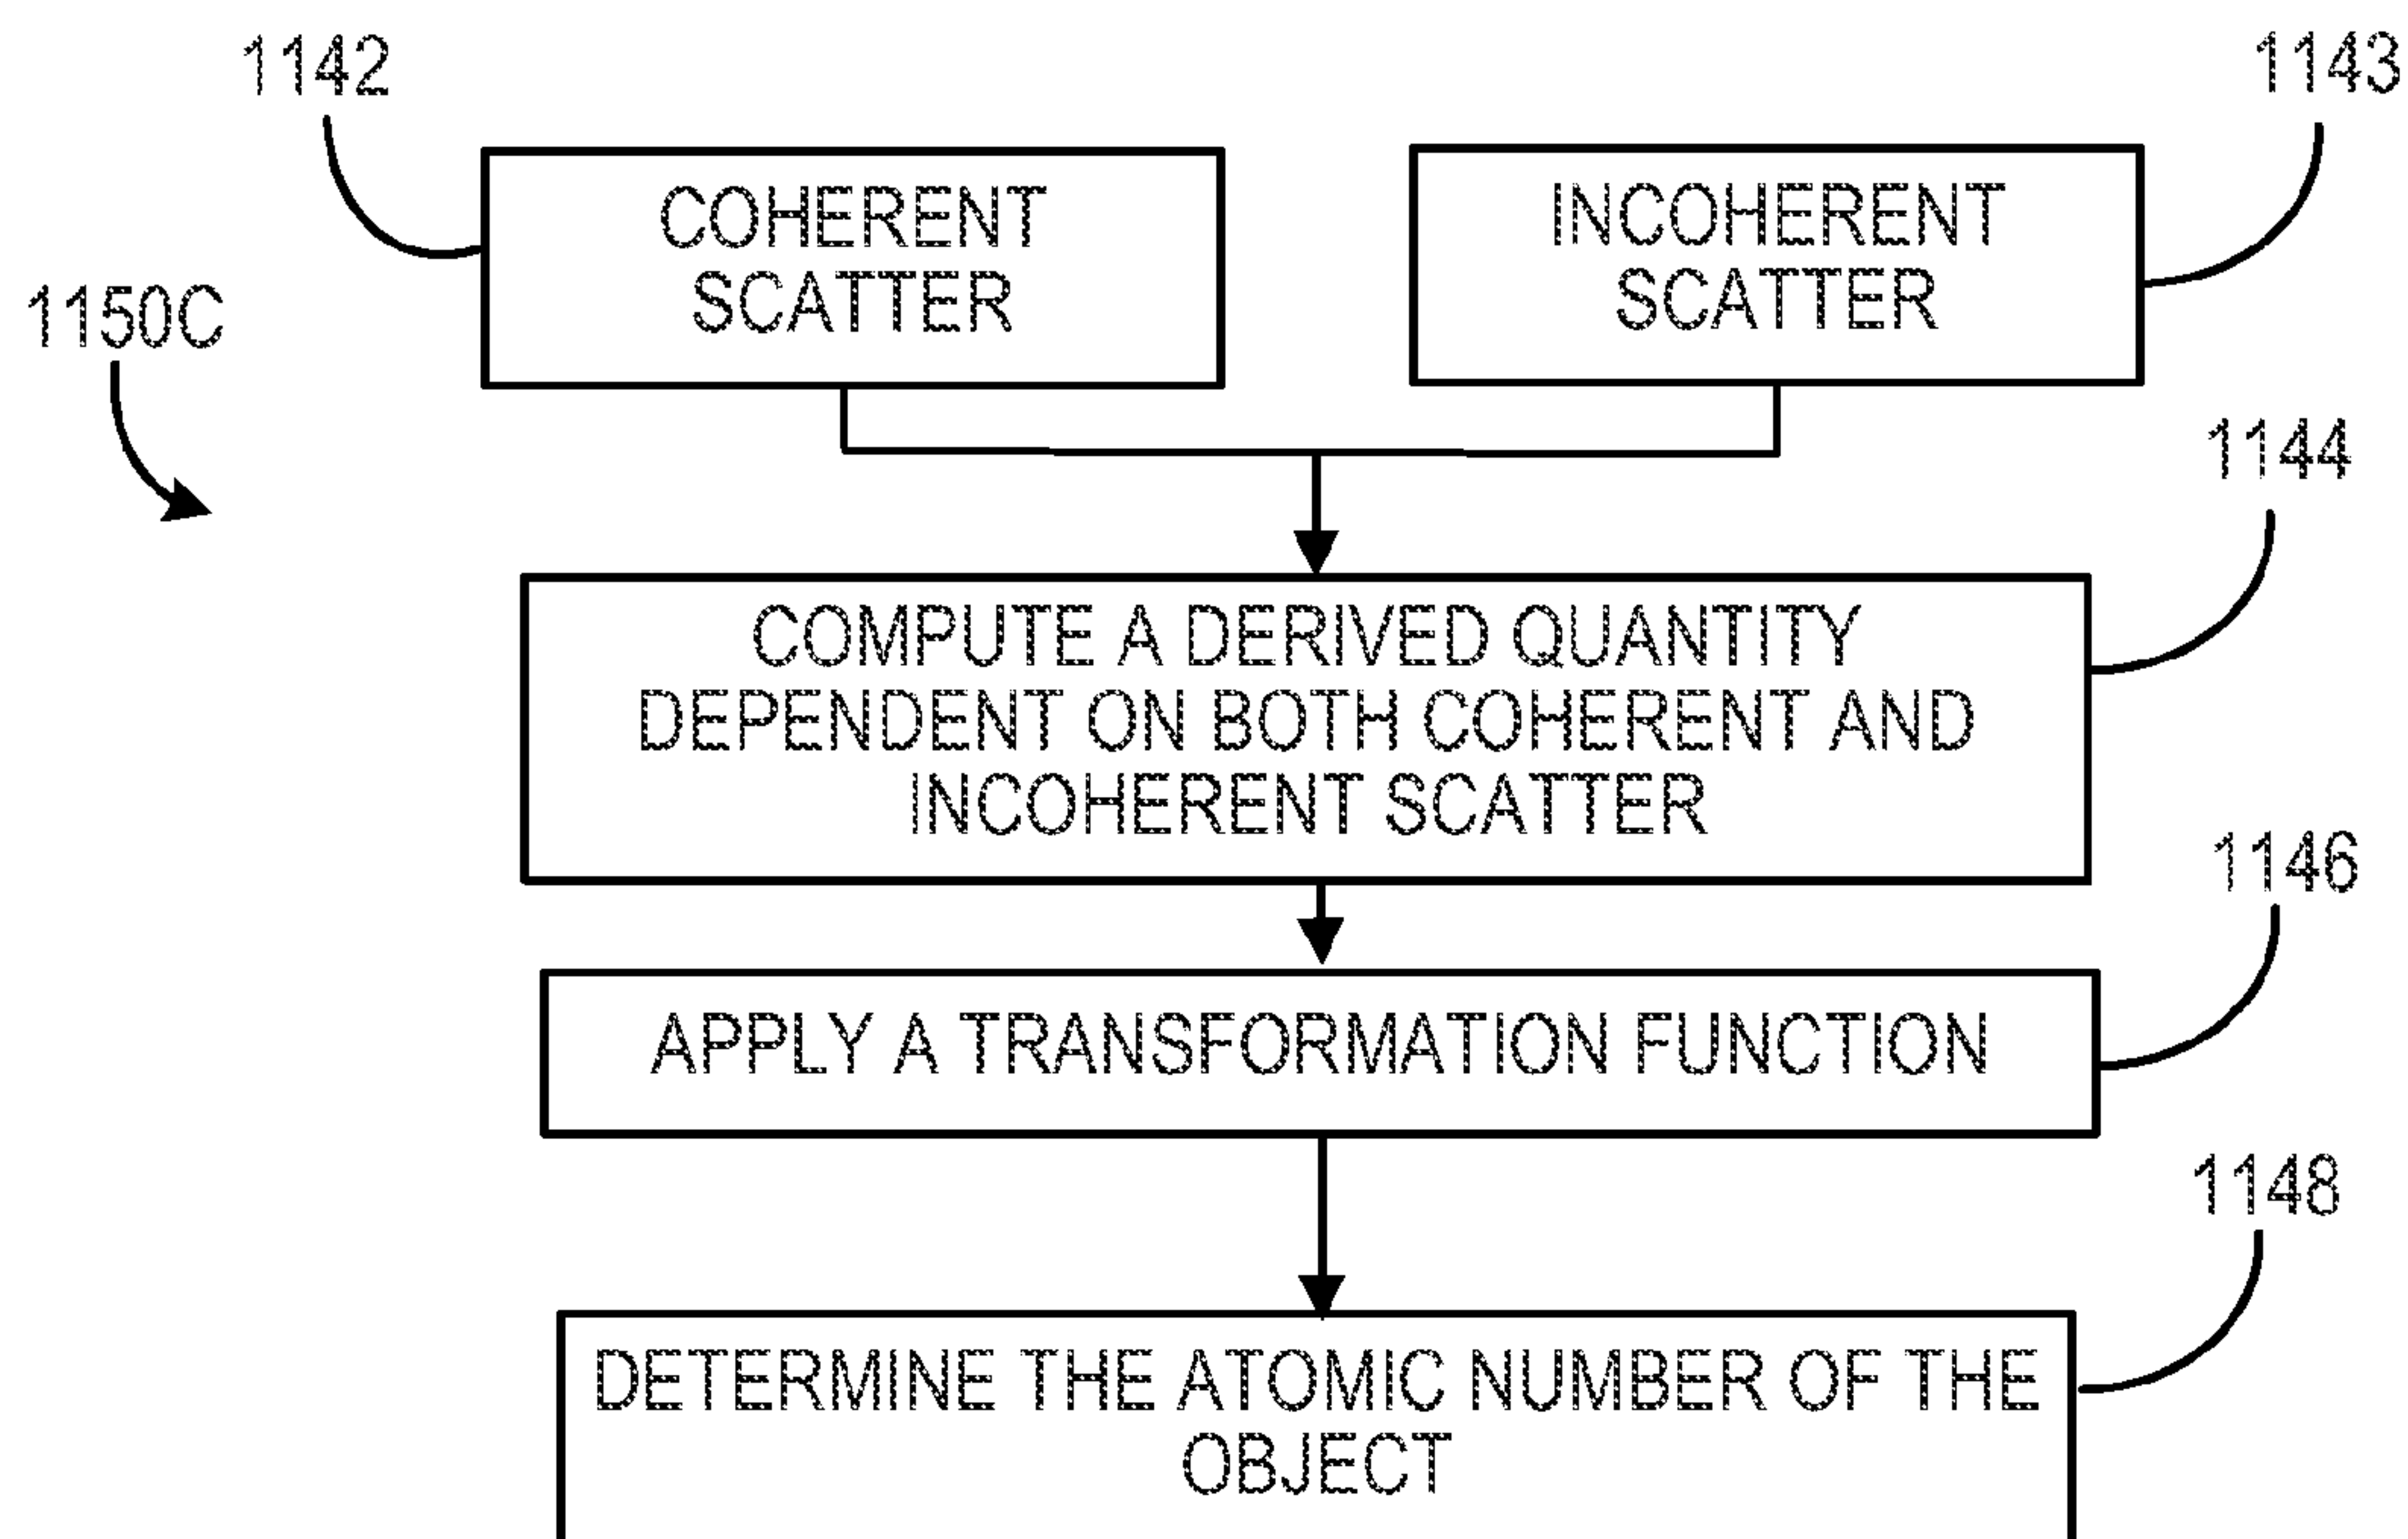 1142
1143
COHERENT
SCATTER
INCOHERENT
SCATTER
1150C
1144
COMPUTE A DERIVED QUANTITY
DEPENDENT ON BOTH COHERENT AND
INCOHERENT SCATTER
1146
APPLY A TRANSFORMATION FUNCTION
1148
DETERMINE THE ATOMIC NUMBER OF THE
OBJECT